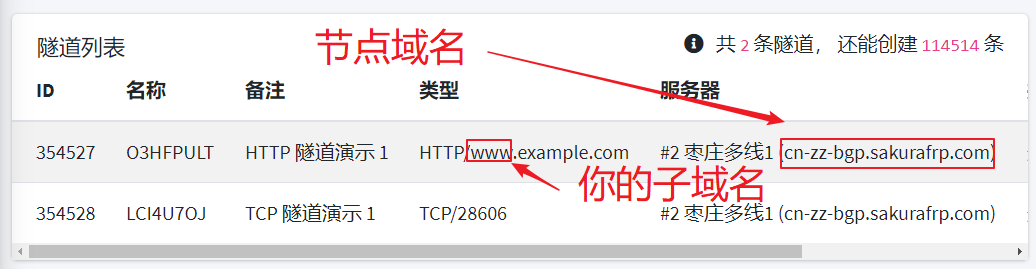 隧道列表
共 2 条隧道， 还能创建 114514 条
节点域名
ID 名称 备注 类型 服务器
354527 O3HFPULT HTTP 隧道演示 1 HTTP/www.example.com #2 枣庄多线1 (cn-zz-bgp.sakurafrp.com)
你的子域名
354528 LCI4U7OJ TCP 隧道演示 1 TCP/28606 #2 枣庄多线1 (cn-zz-bgp.sakurafrp.com)